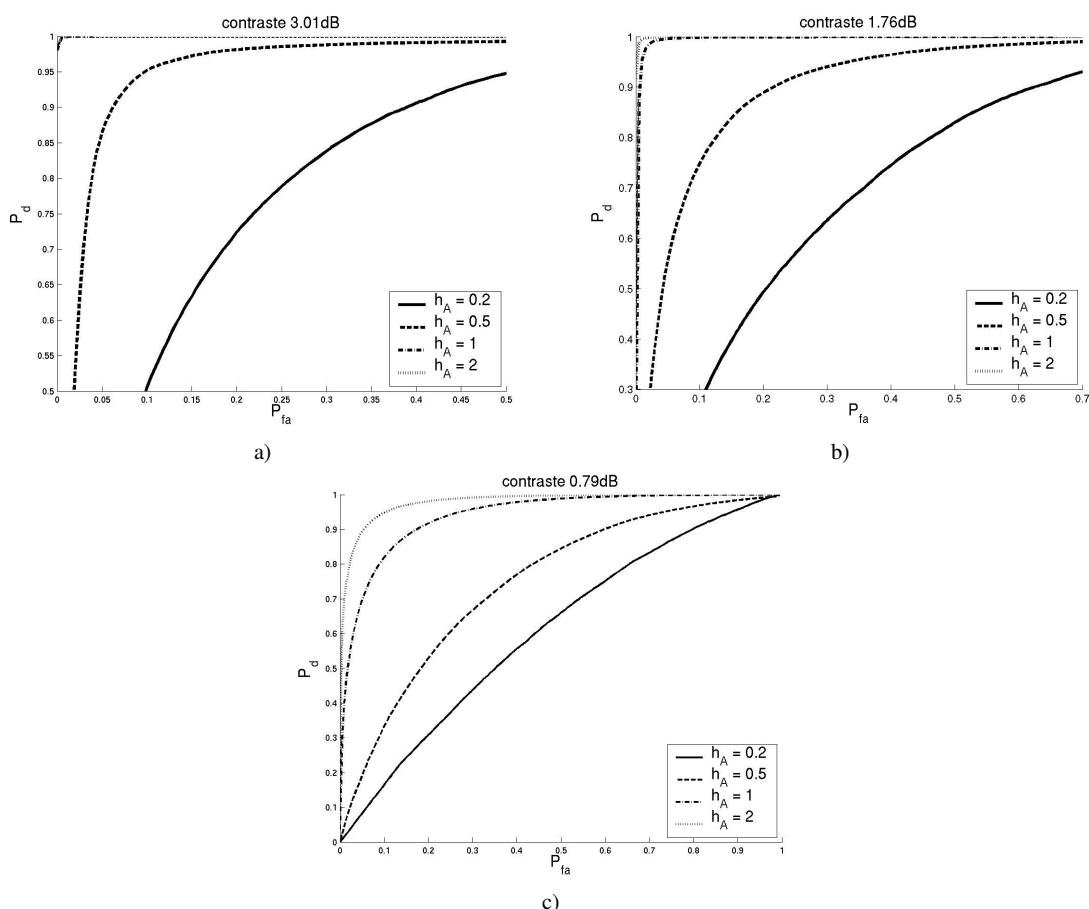 contraste 3.01dB
1
0.95
0.9
0.85
0.8
0.75
0.7
0.65
0.6
0.55
0.5
P_d
0 0.05 0.1 0.15 0.2 0.25 0.3 0.35 0.4 0.45 0.5
P_fa
h_A = 0.2
h_A = 0.5
h_A = 1
h_A = 2
a)
contraste 1.76dB
1
0.9
0.8
0.7
0.6
0.5
0.4
0.3
P_d
0 0.1 0.2 0.3 0.4 0.5 0.6 0.7
P_fa
h_A = 0.2
h_A = 0.5
h_A = 1
h_A = 2
b)
contraste 0.79dB
1
0.9
0.8
0.7
0.6
0.5
0.4
0.3
0.2
0.1
0
P_d
0 0.1 0.2 0.3 0.4 0.5 0.6 0.7 0.8 0.9 1
P_fa
h_A = 0.2
h_A = 0.5
h_A = 1
h_A = 2
c)